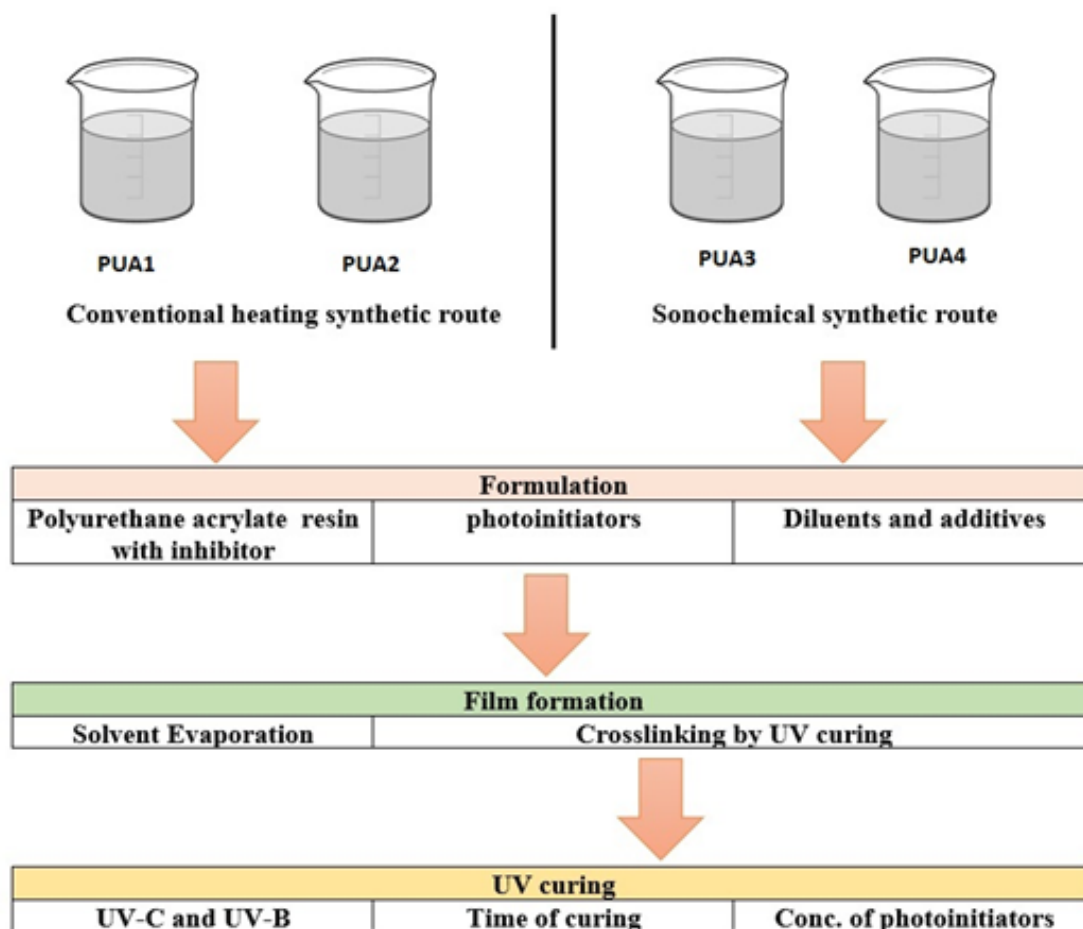 PUA1
PUA2
PUA3
PUA4
Conventional heating synthetic route
Sonochemical synthetic route
Formulation
Polyurethane acrylate resin
with inhibitor
photoinitiators
Diluents and additives
Film formation
Solvent Evaporation
Crosslinking by UV curing
UV curing
UV-C and UV-B
Time of curing
Conc. of photoinitiators